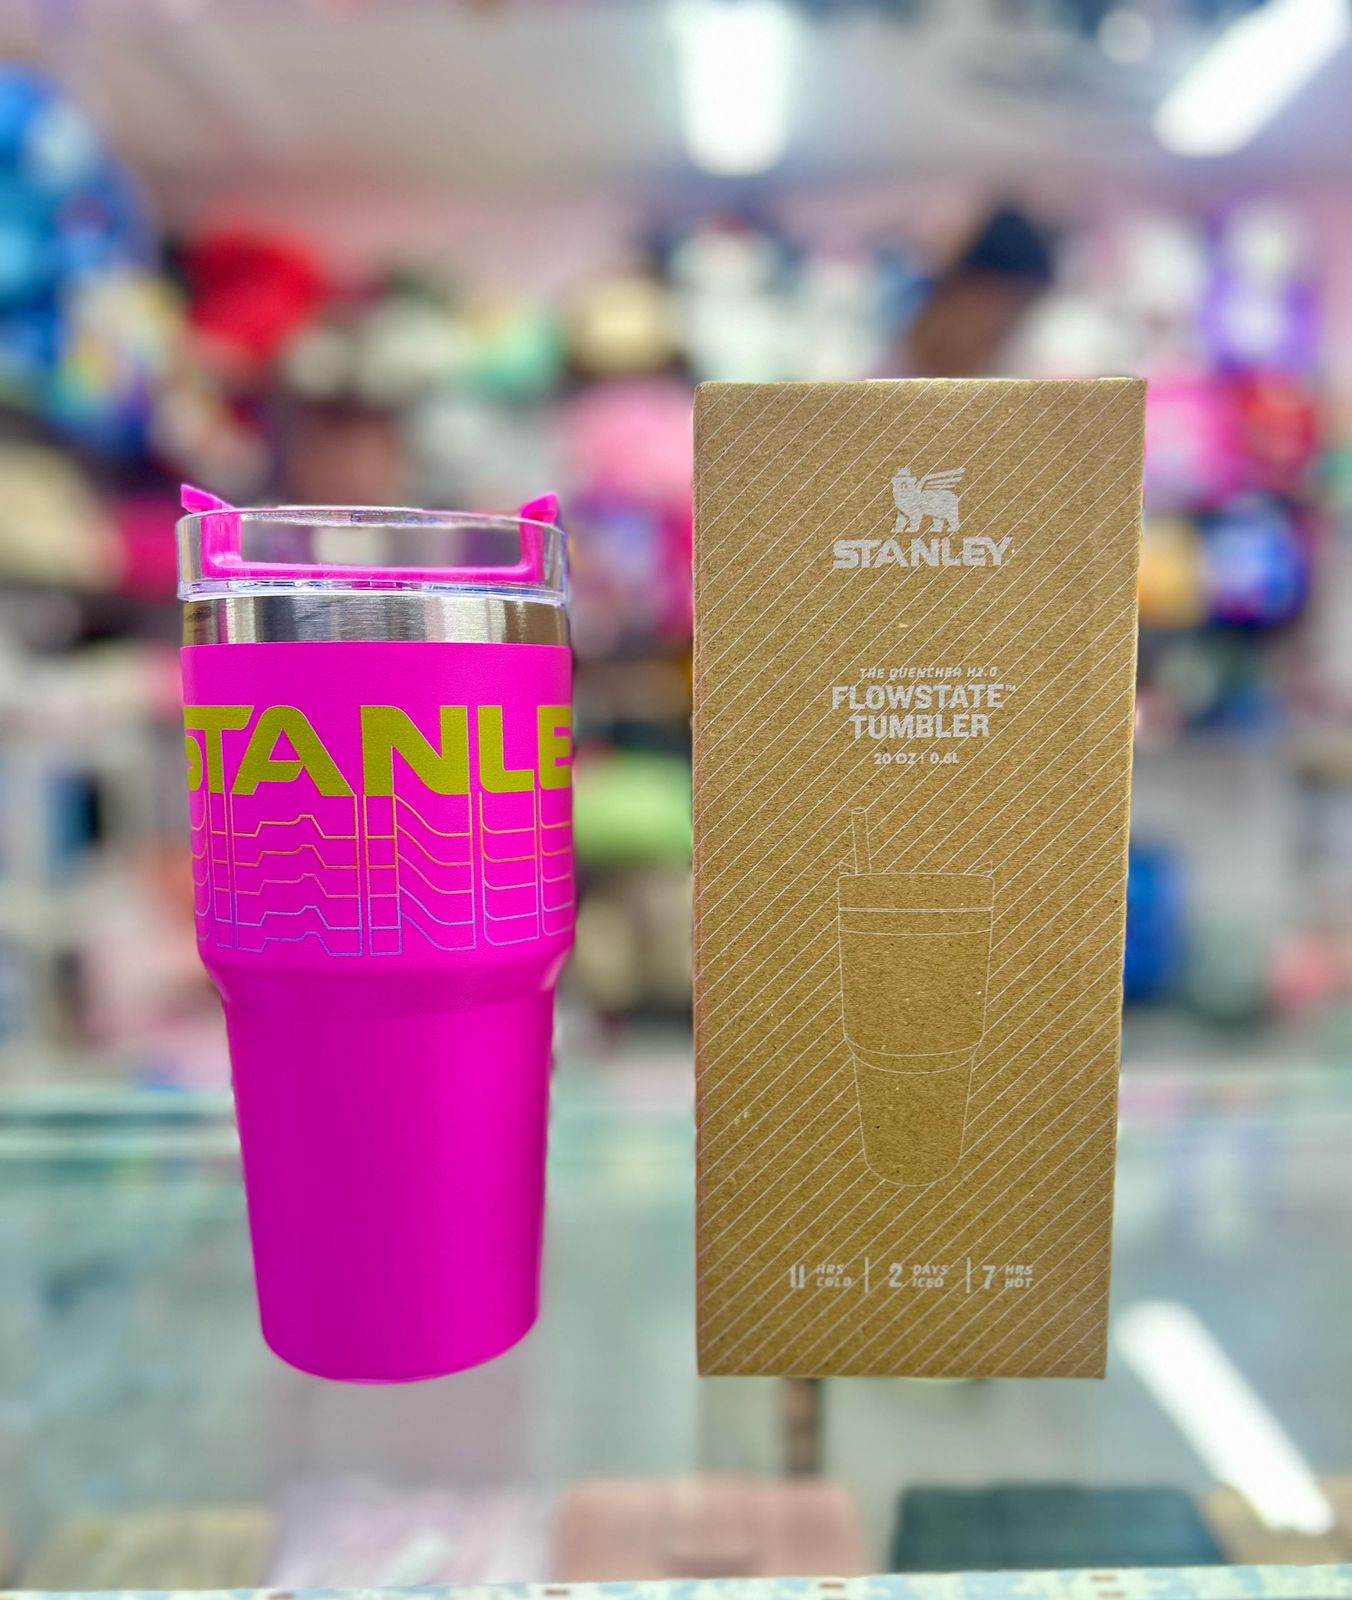 STANLE
STANLEY
THE QUENCHER H2.0
FLOWSTATE™
TUMBLER
20 OZ | 0.6L
11 HRS COLD | 2 DAYS ICED | 7 HRS HOT